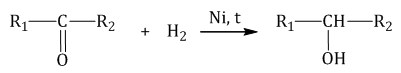 R₁—C—R₂ + H₂ Ni, t R₁—CH—R₂
O OH